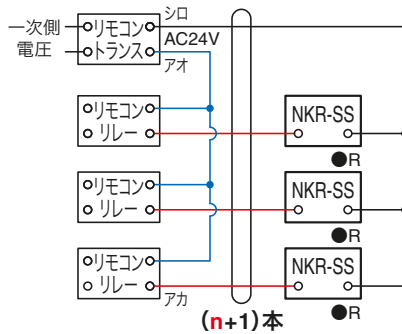 一次側
電圧
リモコン
トランス
シロ
AC24V
アオ
リモコン
リレー
NKR-SS
●R
リモコン
リレー
NKR-SS
●R
リモコン
リレー
アカ
NKR-SS
●R
(n+1)本